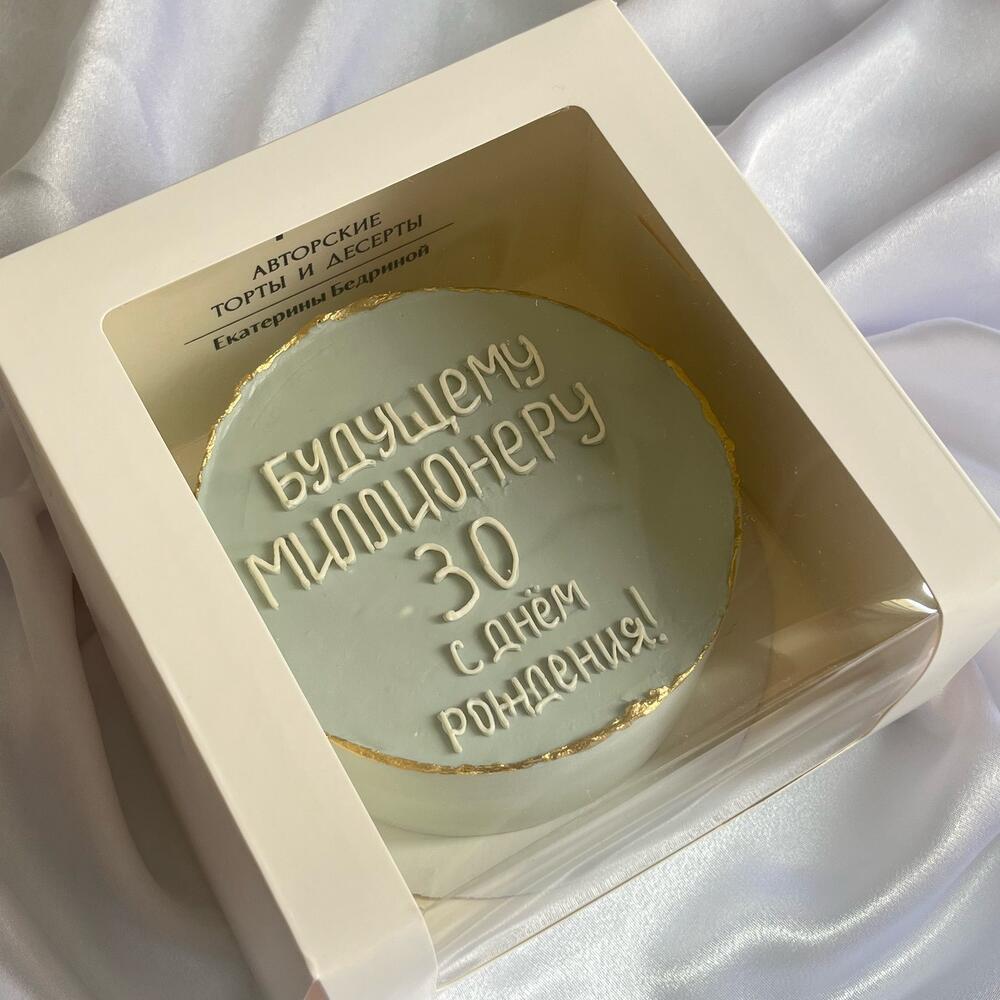 АВТОРСКИЕ
ТОРТЫ И ДЕСЕРТЫ
Екатерины Бедриной
БУДУЩЕМУ
МИЛЛИОНЕРУ
30
С ДНЁМ
РОЖДЕНИЯ!